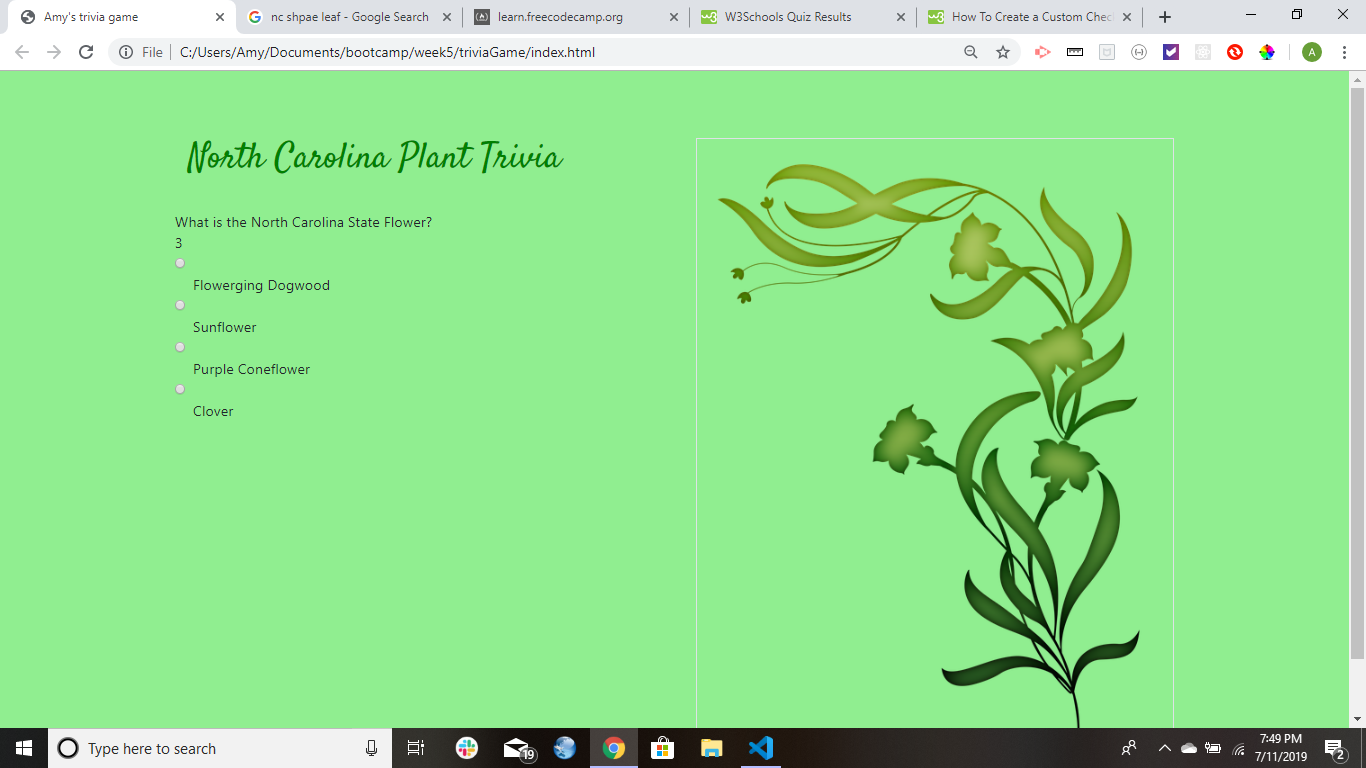 Amy's trivia game
nc shpae leaf - Google Search
learn.freecodecamp.org
W3Schools Quiz Results
How To Create a Custom Chec
File
C:/Users/Amy/Documents/bootcamp/week5/triviaGame/index.html
A
North Carolina Plant Trivia
What is the North Carolina State Flower?
3
Flowerging Dogwood
Sunflower
Purple Coneflower
Clover
Type here to search
19
7:49 PM
7/11/2019
2